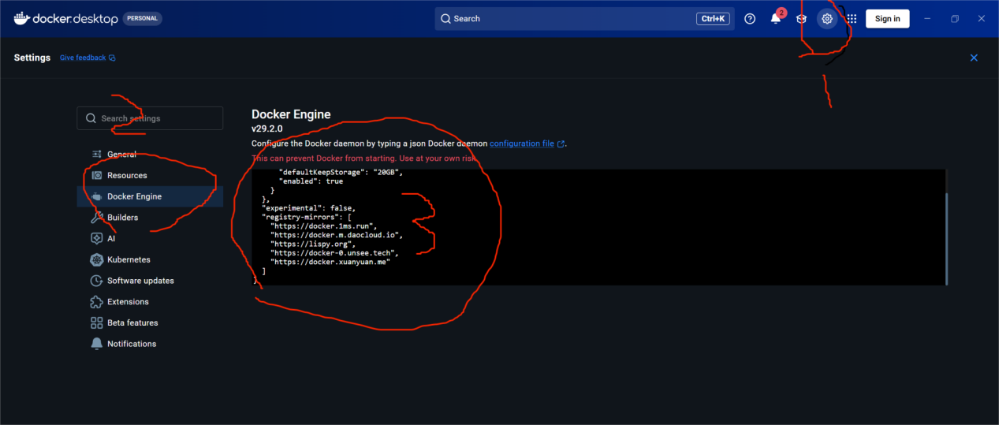 docker.desktop PERSONAL
Search Ctrl+K
2
Sign in
Settings Give feedback
1
2
Search settings
General
Resources
Docker Engine
Builders
AI
Kubernetes
Software updates
Extensions
Beta features
Notifications
Docker Engine
v29.2.0
Configure the Docker daemon by typing a json Docker daemon configuration file .
This can prevent Docker from starting. Use at your own risk
"defaultKeepStorage": "20GB",
"enabled": true
}
},
"experimental": false,
"registry-mirrors": [
"https://docker.1ms.run",
"https://docker.m.daocloud.io",
"https://lispy.org",
"https://docker-0.unsee.tech",
"https://docker.xuanyuan.me"
]
}
3